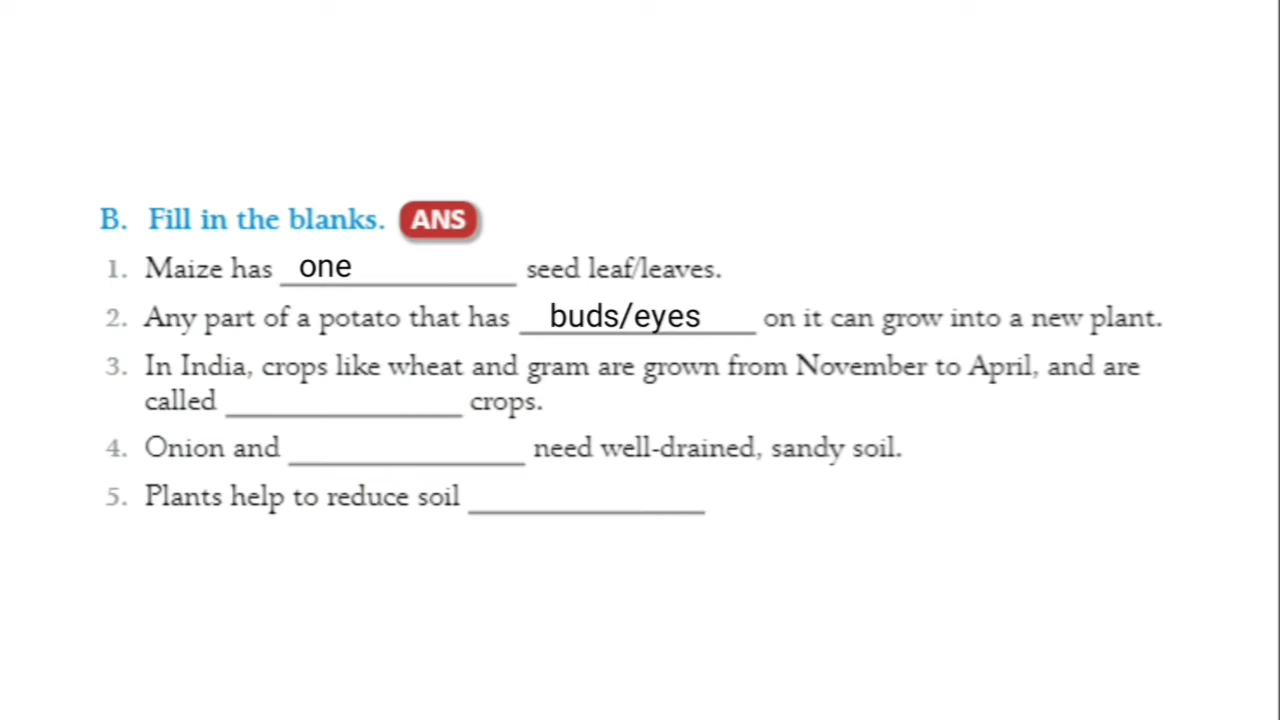 B. Fill in the blanks. ANS
1. Maize has one seed leaf/leaves.
2. Any part of a potato that has buds/eyes on it can grow into a new plant.
3. In India, crops like wheat and gram are grown from November to April, and are
called ____________ crops.
4. Onion and ____________ need well-drained, sandy soil.
5. Plants help to reduce soil ____________